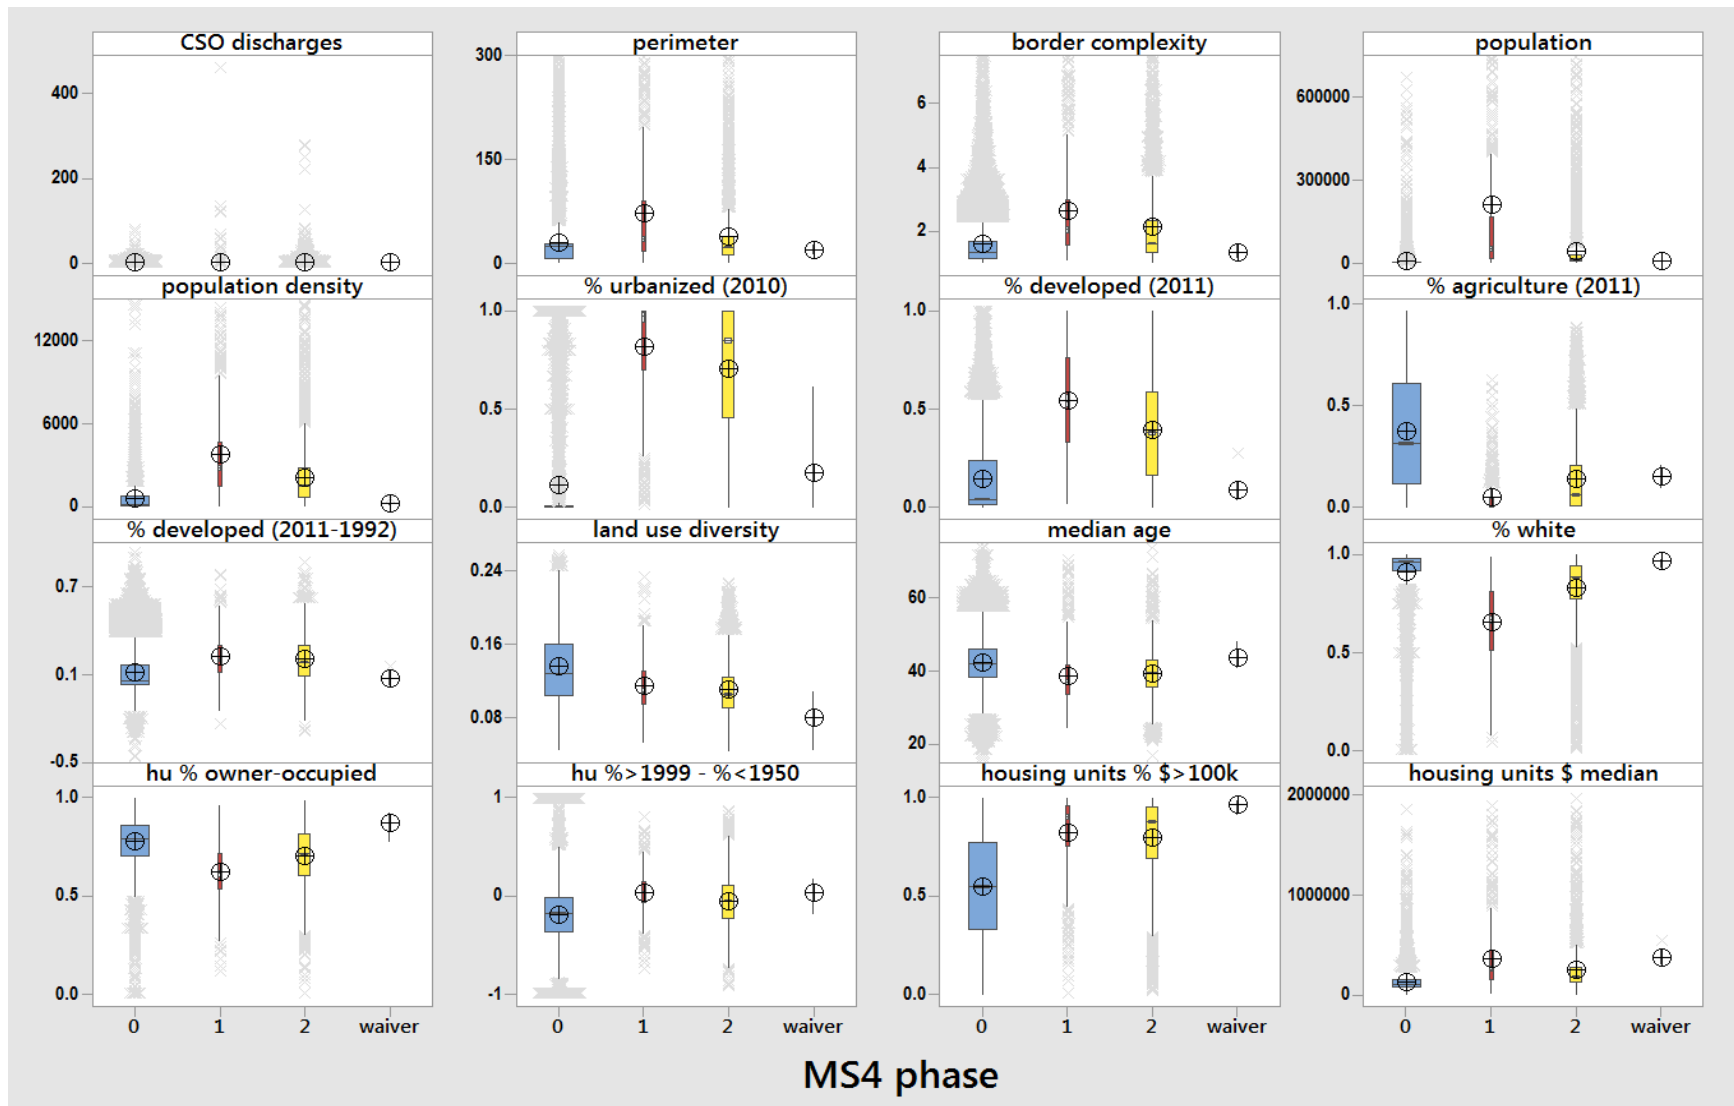 CSO discharges perimeter border complexity population
400 300 6 600000
200 150 4 300000
0 0 2 0
population density % urbanized (2010) % developed (2011) % agriculture (2011)
12000 1.0 1.0 1.0
6000 0.5 0.5 0.5
0 0.0 0.0 0.0
% developed (2011-1992) land use diversity median age % white
0.7 0.24 60 1.0
0.1 0.16 40 0.5
-0.5 0.08 20 0.0
hu % owner-occupied hu %>1999 - %<1950 housing units % $>100k housing units $ median
1.0 1 1.0 2000000
0.5 0 0.5 1000000
0.0 -1 0.0 0
0 1 2 waiver 0 1 2 waiver 0 1 2 waiver 0 1 2 waiver
MS4 phase